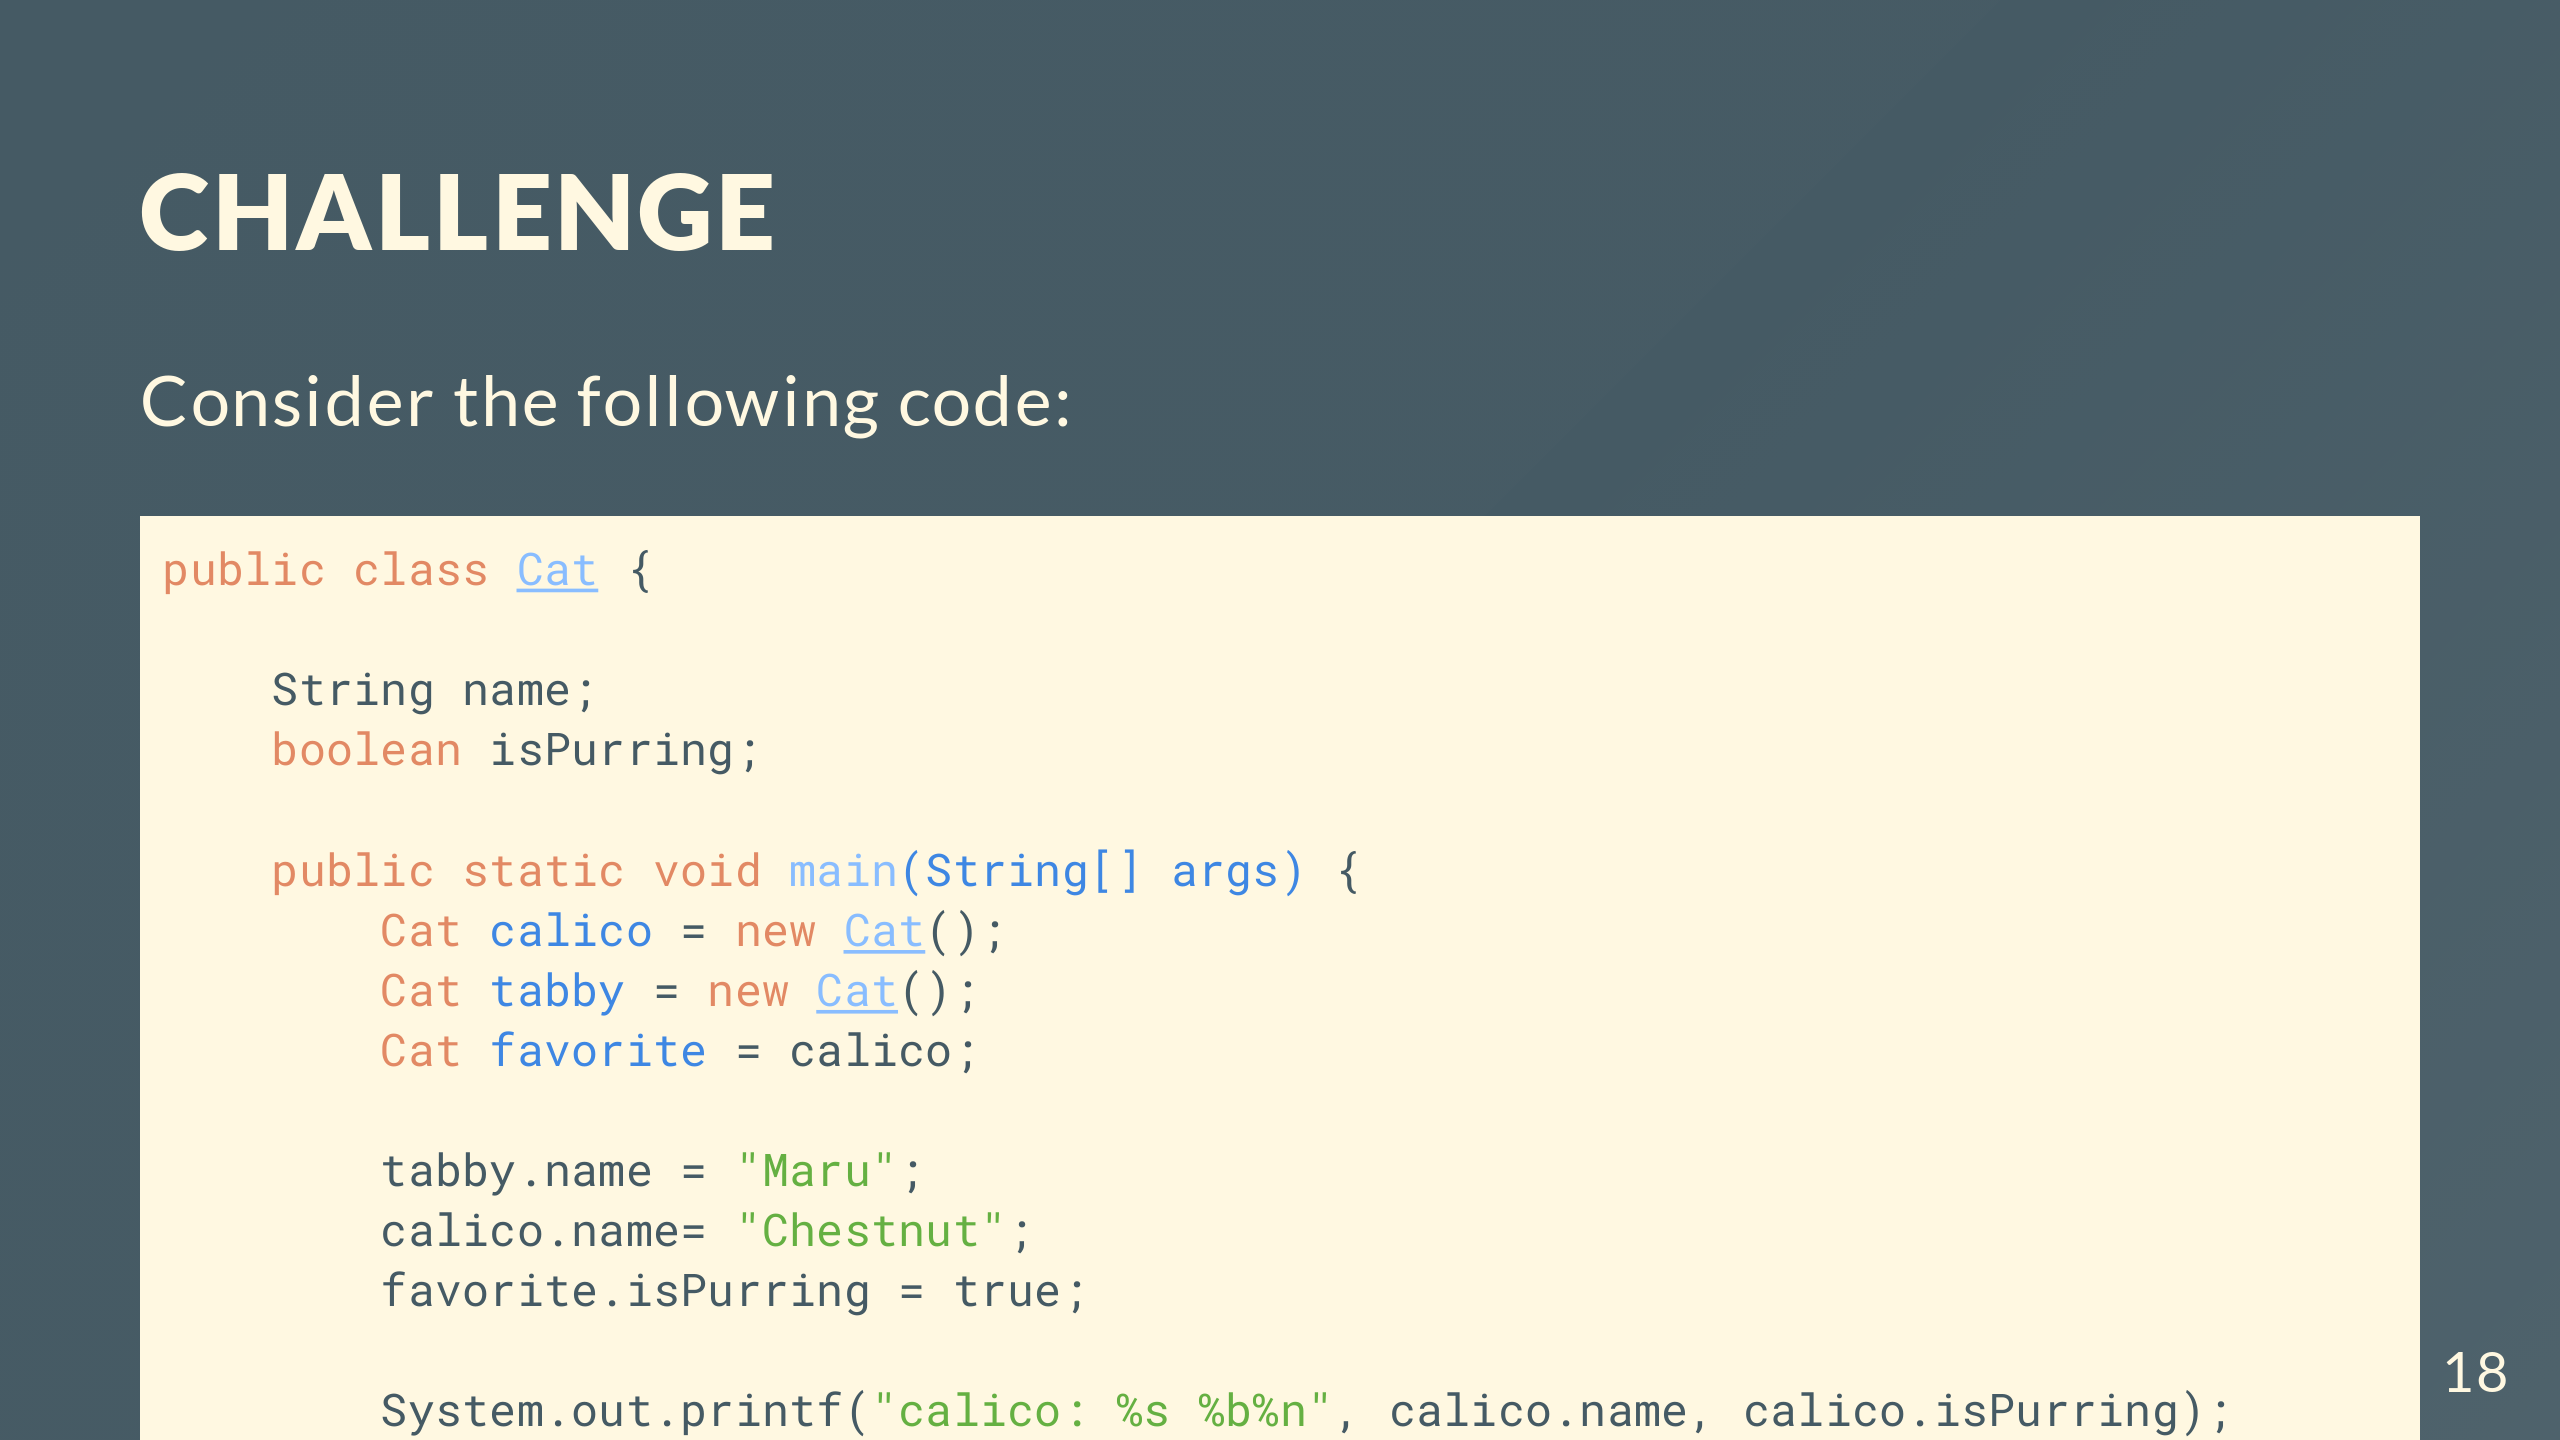 CHALLENGE
Consider the following code:
public class Cat {
    String name;
    boolean isPurring;
    public static void main(String[] args) {
        Cat calico = new Cat();
        Cat tabby = new Cat();
        Cat favorite = calico;
        tabby.name = "Maru";
        calico.name= "Chestnut";
        favorite.isPurring = true;
        System.out.printf("calico: %s %b%n", calico.name, calico.isPurring);
18